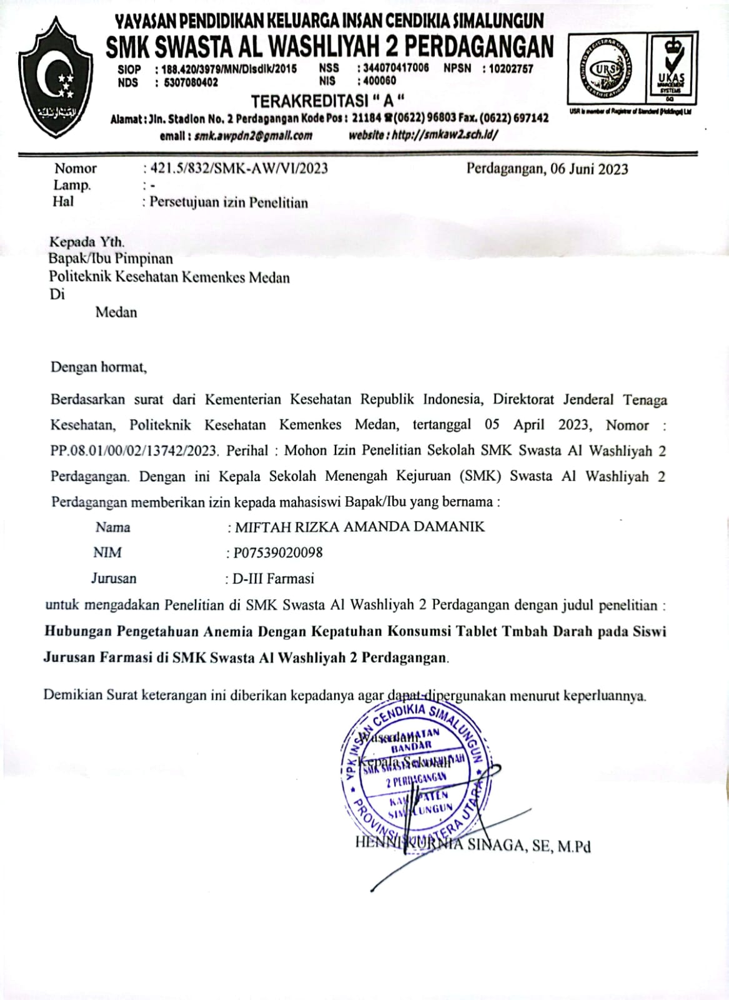 YAYASAN PENDIDIKAN KELUARGA INSAN CENDIKIA SIMALUNGUN
SMK SWASTA AL WASHLIYAH 2 PERDAGANGAN
SIOP : 188.420/3979/MN/Disdik/2015 NSS : 344070417006 NPSN : 10202757
NDS : 5307080402 NIS : 400060
TERAKREDITASI “ A “
Alamat : Jln. Stadion No. 2 Perdagangan Kode Pos : 21184 ☎ (0622) 96803 Fax. (0622) 697142
email : smk.awpdn2@gmail.com website : http://smkaw2.sch.id/
URS
UKAS
MANAGEMENT
SYSTEMS
USR is member of Registrar of Standard (Holdings) Ltd
Nomor : 421.5/832/SMK-AW/VI/2023 Perdagangan, 06 Juni 2023
Lamp. : -
Hal : Persetujuan izin Penelitian
Kepada Yth.
Bapak/Ibu Pimpinan
Politeknik Kesehatan Kemenkes Medan
Di
Medan
Dengan hormat,
Berdasarkan surat dari Kementerian Kesehatan Republik Indonesia, Direktorat Jenderal Tenaga
Kesehatan, Politeknik Kesehatan Kemenkes Medan, tertanggal 05 April 2023, Nomor :
PP.08.01/00/02/13742/2023. Perihal : Mohon Izin Penelitian Sekolah SMK Swasta Al Washliyah 2
Perdagangan. Dengan ini Kepala Sekolah Menengah Kejuruan (SMK) Swasta Al Washliyah 2
Perdagangan memberikan izin kepada mahasiswi Bapak/Ibu yang bernama :
Nama : MIFTAH RIZKA AMANDA DAMANIK
NIM : P07539020098
Jurusan : D-III Farmasi
untuk mengadakan Penelitian di SMK Swasta Al Washliyah 2 Perdagangan dengan judul penelitian :
Hubungan Pengetahuan Anemia Dengan Kepatuhan Konsumsi Tablet Tmbah Darah pada Siswi
Jurusan Farmasi di SMK Swasta Al Washliyah 2 Perdagangan.
Demikian Surat keterangan ini diberikan kepadanya agar dapat dipergunakan menurut keperluannya.
Wassalam
Kepala Sekolah
YPK INSAN CENDIKIA SIMALUNGUN
KECAMATAN
BANDAR
SMK SWASTA AL WASHLIYAH
2 PERDAGANGAN
KABUPATEN
SIMALUNGUN
PROVINSI SUMATERA UTARA
HENNI KURNIA SINAGA, SE, M.Pd